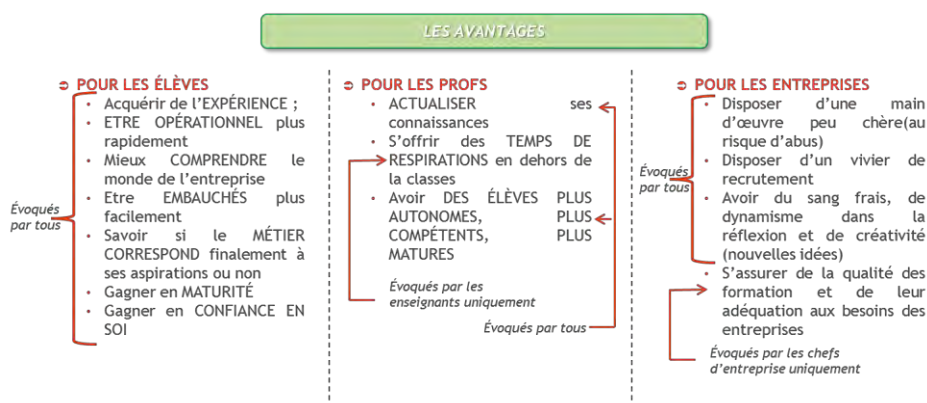 LES AVANTAGES
➲ POUR LES ÉLÈVES
• Acquérir de l'EXPÉRIENCE ;
• ETRE OPÉRATIONNEL plus
rapidement
• Mieux COMPRENDRE le
monde de l'entreprise
• Etre EMBAUCHÉS plus
facilement
• Savoir si le MÉTIER
CORRESPOND finalement à
ses aspirations ou non
• Gagner en MATURITÉ
• Gagner en CONFIANCE EN
SOI
Évoqués
par tous
➲ POUR LES PROFS
• ACTUALISER ses
connaissances
• S'offrir des TEMPS DE
RESPIRATIONS en dehors de
la classes
• Avoir DES ÉLÈVES PLUS
AUTONOMES, PLUS
COMPÉTENTS, PLUS
MATURES
Évoqués par les
enseignants uniquement
Évoqués par tous
➲ POUR LES ENTREPRISES
• Disposer d'une main
d'œuvre peu chère(au
risque d'abus)
• Disposer d'un vivier de
recrutement
• Avoir du sang frais, de
dynamisme dans la
réflexion et de créativité
(nouvelles idées)
• S'assurer de la qualité des
formation et de leur
adéquation aux besoins des
entreprises
Évoqués
par tous
Évoqués par les chefs
d'entreprise uniquement